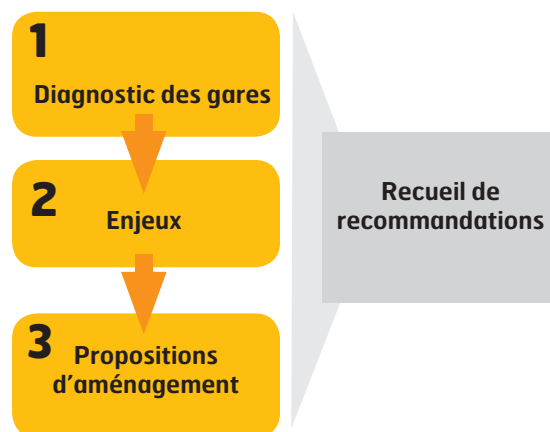 1
Diagnostic des gares
2
Enjeux
3
Propositions
d’aménagement
Recueil de
recommandations